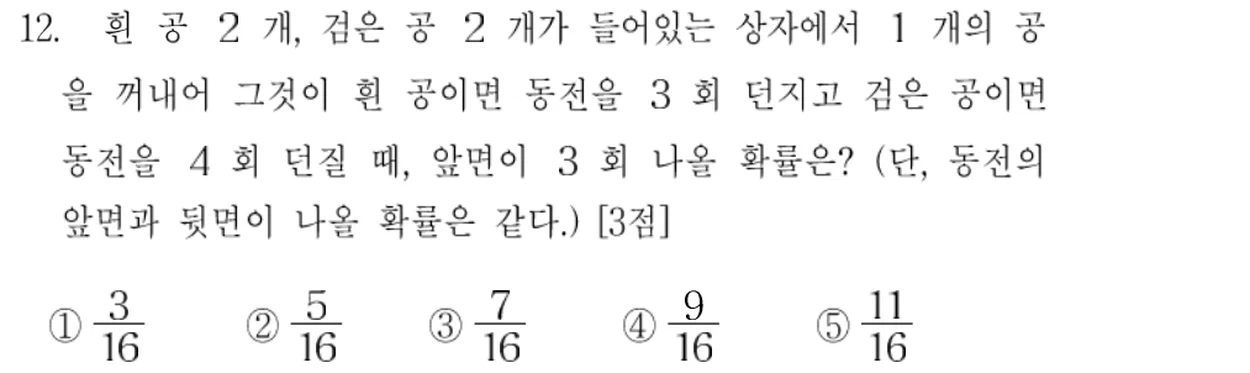 12. 흰 공 2 개, 검은 공 2 개가 들어있는 상자에서 1 개의 공
을 꺼내어 그것이 흰 공이면 동전을 3 회 던지고 검은 공이면
동전을 4 회 던질 때, 앞면이 3 회 나올 확률은? (단, 동전의
앞면과 뒷면이 나올 확률은 같다.) [3점]
① 3/16 ② 5/16 ③ 7/16 ④ 9/16 ⑤ 11/16